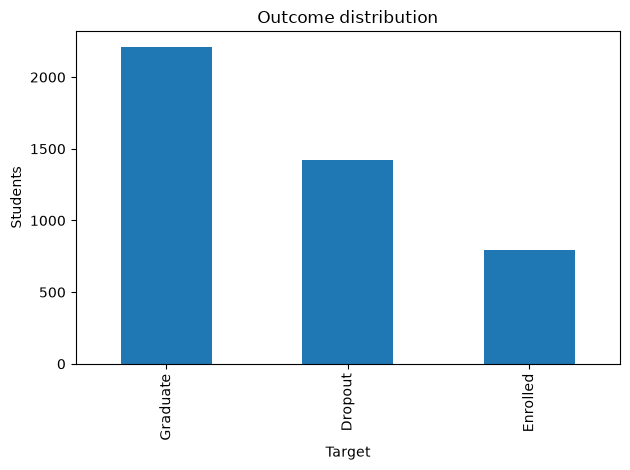 Outcome distribution
Students
2000
1500
1000
500
0
Graduate
Dropout
Enrolled
Target